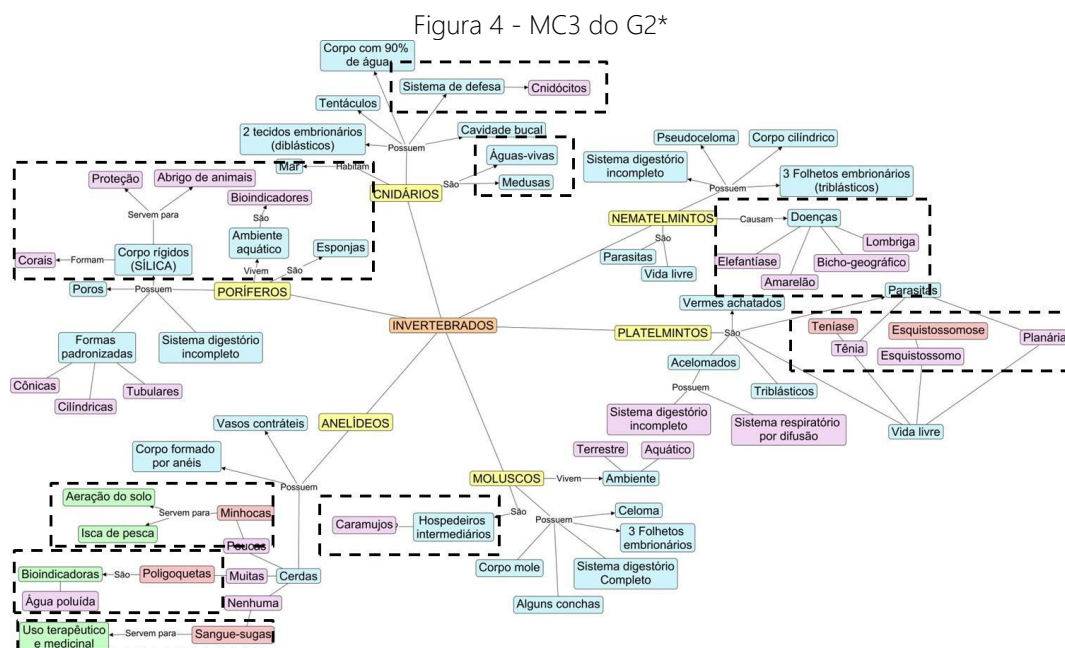 Figura 4 - MC3 do G2*
Corpo com 90%
de água
Sistema de defesa
Cnidócitos
Tentáculos
2 tecidos embrionários
(diblásticos)
Possuem
Cavidade bucal
Mar
Habitam
CNIDÁRIOS
São
Águas-vivas
Medusas
Pseudoceloma
Corpo cilíndrico
Sistema digestório
incompleto
Possuem
3 Folhetos embrionários
(triblásticos)
NEMATELMINTOS
Causam
Doenças
São
Parasitas
Vida livre
Elefantíase
Amarelão
Bicho-geográfico
Lombriga
Proteção
Abrigo de animais
Servem para
Bioindicadores
São
Corais
Formam
Corpo rígidos
(SÍLICA)
Ambiente
aquático
Vivem
São
Esponjas
Poros
Possuem
PORÍFEROS
Formas
padronizadas
Sistema digestório
incompleto
Cônicas
Cilíndricas
Tubulares
INVERTEBRADOS
Vermes achatados
Parasitas
PLATELMINTOS
São
Teníase
Tênia
Esquistossomose
Esquistossomo
Planária
Acelomados
Possuem
Triblásticos
Sistema digestório
incompleto
Sistema respiratório
por difusão
Vida livre
ANELÍDEOS
Vasos contráteis
Corpo formado
por anéis
Possuem
Aeração do solo
Servem para
Minhocas
Isca de pesca
Poucas
Bioindicadoras
São
Poligoquetas
Muitas
Cerdas
Água poluída
Nenhuma
Uso terapêutico
e medicinal
Servem para
Sangue-sugas
MOLUSCOS
Vivem
Ambiente
Terrestre
Aquático
São
Caramujos
Hospedeiros
intermediários
Possuem
Celoma
3 Folhetos
embrionários
Corpo mole
Sistema digestório
Completo
Alguns conchas